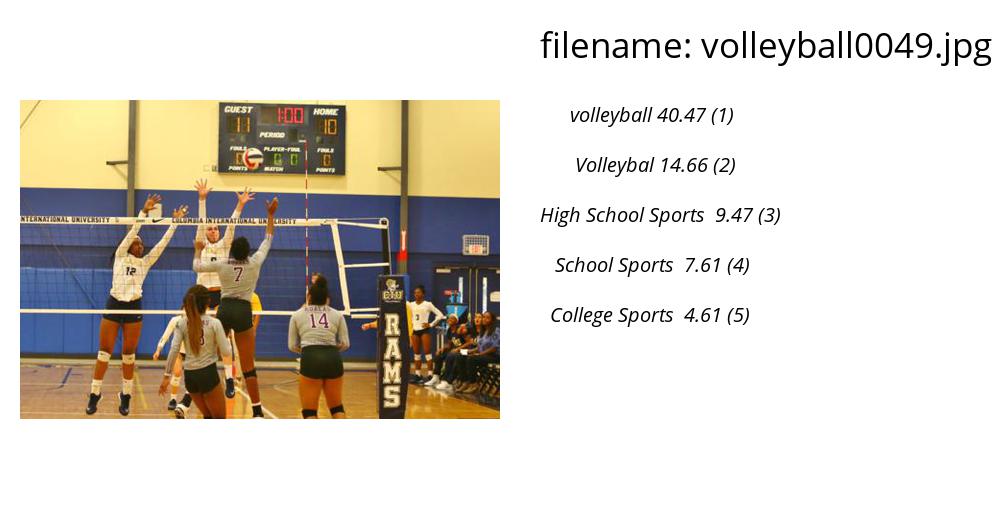 filename: volleyball0049.jpg
volleyball 40.47 (1)
Volleybal 14.66 (2)
High School Sports 9.47 (3)
School Sports 7.61 (4)
College Sports 4.61 (5)
GUEST 1:00 HOME
11 10
PERIOD
FOULS PLAYER-FOUL FOULS
POINTS MATCH POINTS
INTERNATIONAL UNIVERSITY COLUMBIA INTERNATIONAL UNIVERSITY
12
7
14
CIU
RAMS
3